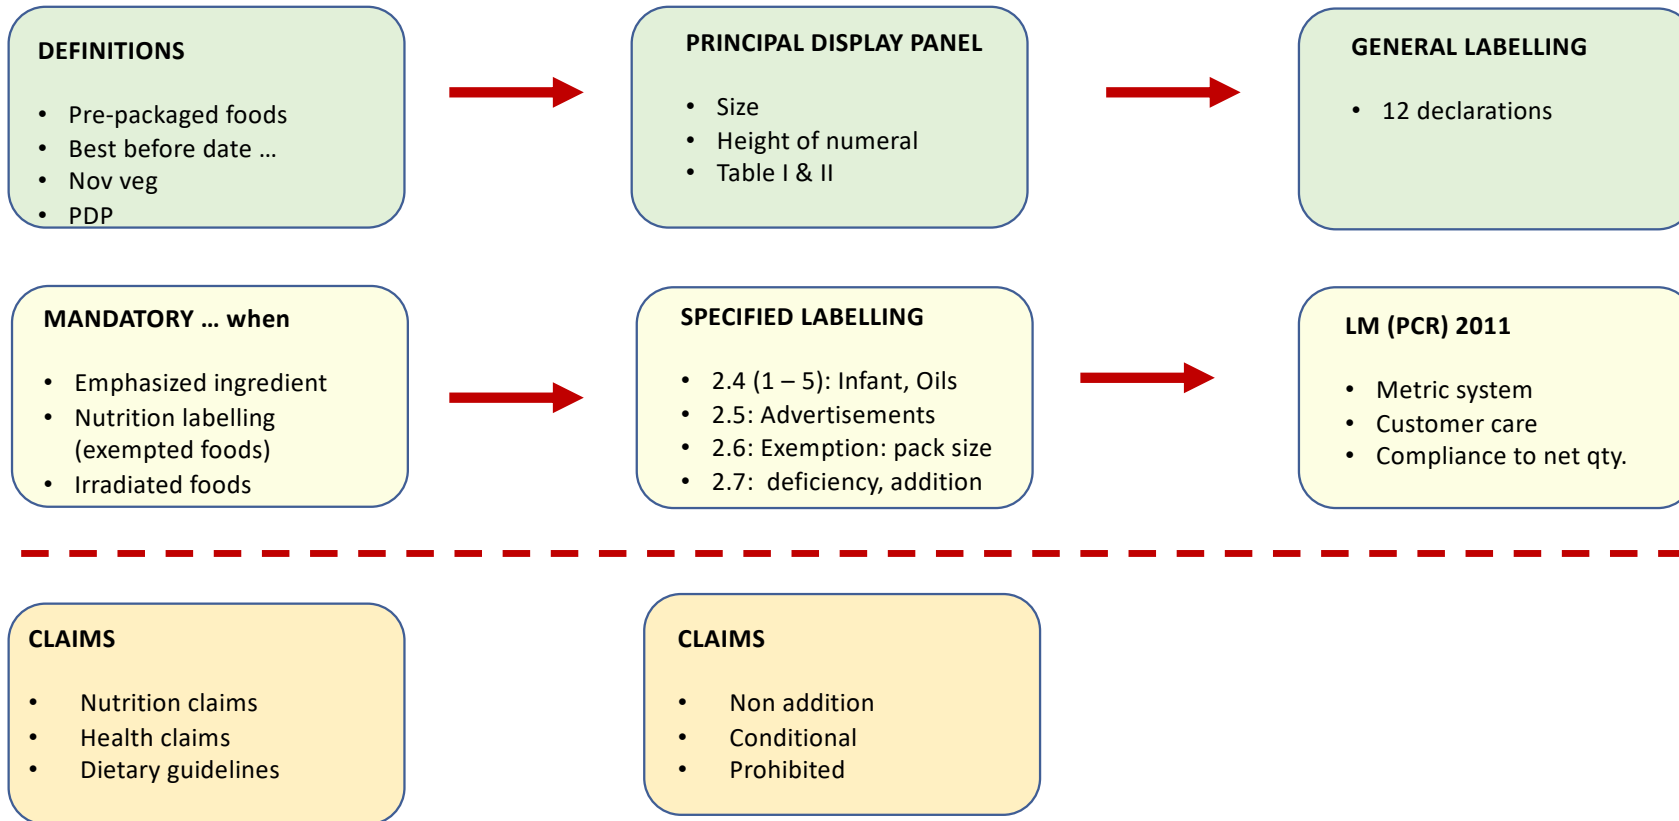 DEFINITIONS
• Pre-packaged foods
• Best before date ...
• Nov veg
• PDP
PRINCIPAL DISPLAY PANEL
• Size
• Height of numeral
• Table I & II
GENERAL LABELLING
• 12 declarations
MANDATORY ... when
• Emphasized ingredient
• Nutrition labelling
(exempted foods)
• Irradiated foods
SPECIFIED LABELLING
• 2.4 (1 – 5): Infant, Oils
• 2.5: Advertisements
• 2.6: Exemption: pack size
• 2.7: deficiency, addition
LM (PCR) 2011
• Metric system
• Customer care
• Compliance to net qty.
CLAIMS
• Nutrition claims
• Health claims
• Dietary guidelines
CLAIMS
• Non addition
• Conditional
• Prohibited